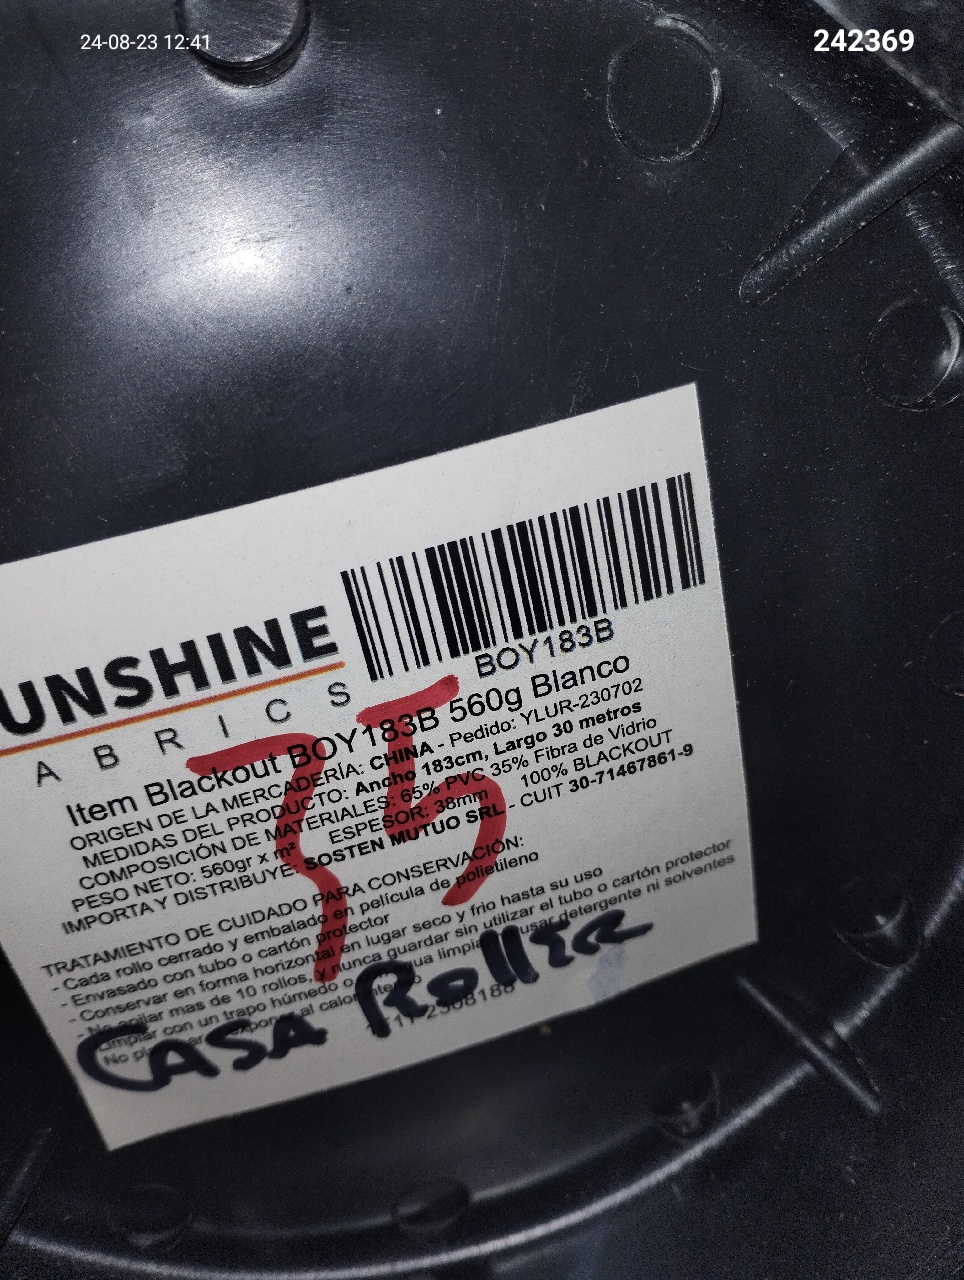 24-08-23 12:41
242369
UNSHINE
ABRICS
BOY183B
Item Blackout BOY183B 560g Blanco
ORIGEN DE LA MERCADERÍA: CHINA - Pedido: YLUR-230702
MEDIDAS DEL PRODUCTO: Ancho 183cm, Largo 30 metros
COMPOSICIÓN DE MATERIALES: 65% PVC 35% Fibra de Vidrio
PESO NETO: 560gr x m² ESPESOR: 38mm 100% BLACKOUT
IMPORTA Y DISTRIBUYE: SOSTEN MUTUO SRL - CUIT 30-71467861-9
35
TRATAMIENTO DE CUIDADO PARA CONSERVACIÓN:
- Cada rollo cerrado y embalado en película de polietileno
- Envasado con tubo o cartón protector
- Conservar en forma horizontal en lugar seco y frio hasta su uso
- No apilar mas de 10 rollos, y nunca guardar sin utilizar el tubo o cartón protector
- Limpiar con un trapo húmedo o agua limpia usar detergente ni solventes
No al calor
CASA RollER